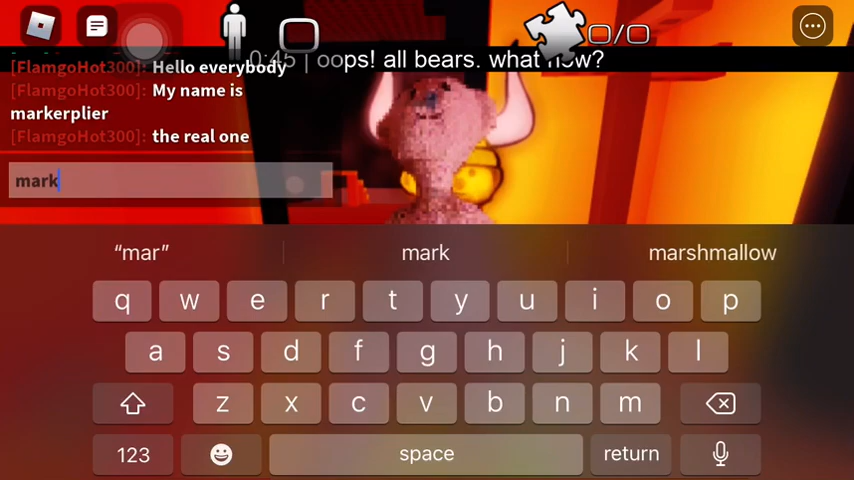 0/0
0:45 | oops! all bears. what now?
[FlamgoHot300]: Hello everybody
[FlamgoHot300]: My name is
markerplier
[FlamgoHot300]: the real one
mark
“mar” mark marshmallow
q w e r t y u i o p
a s d f g h j k l
z x c v b n m
123 space return